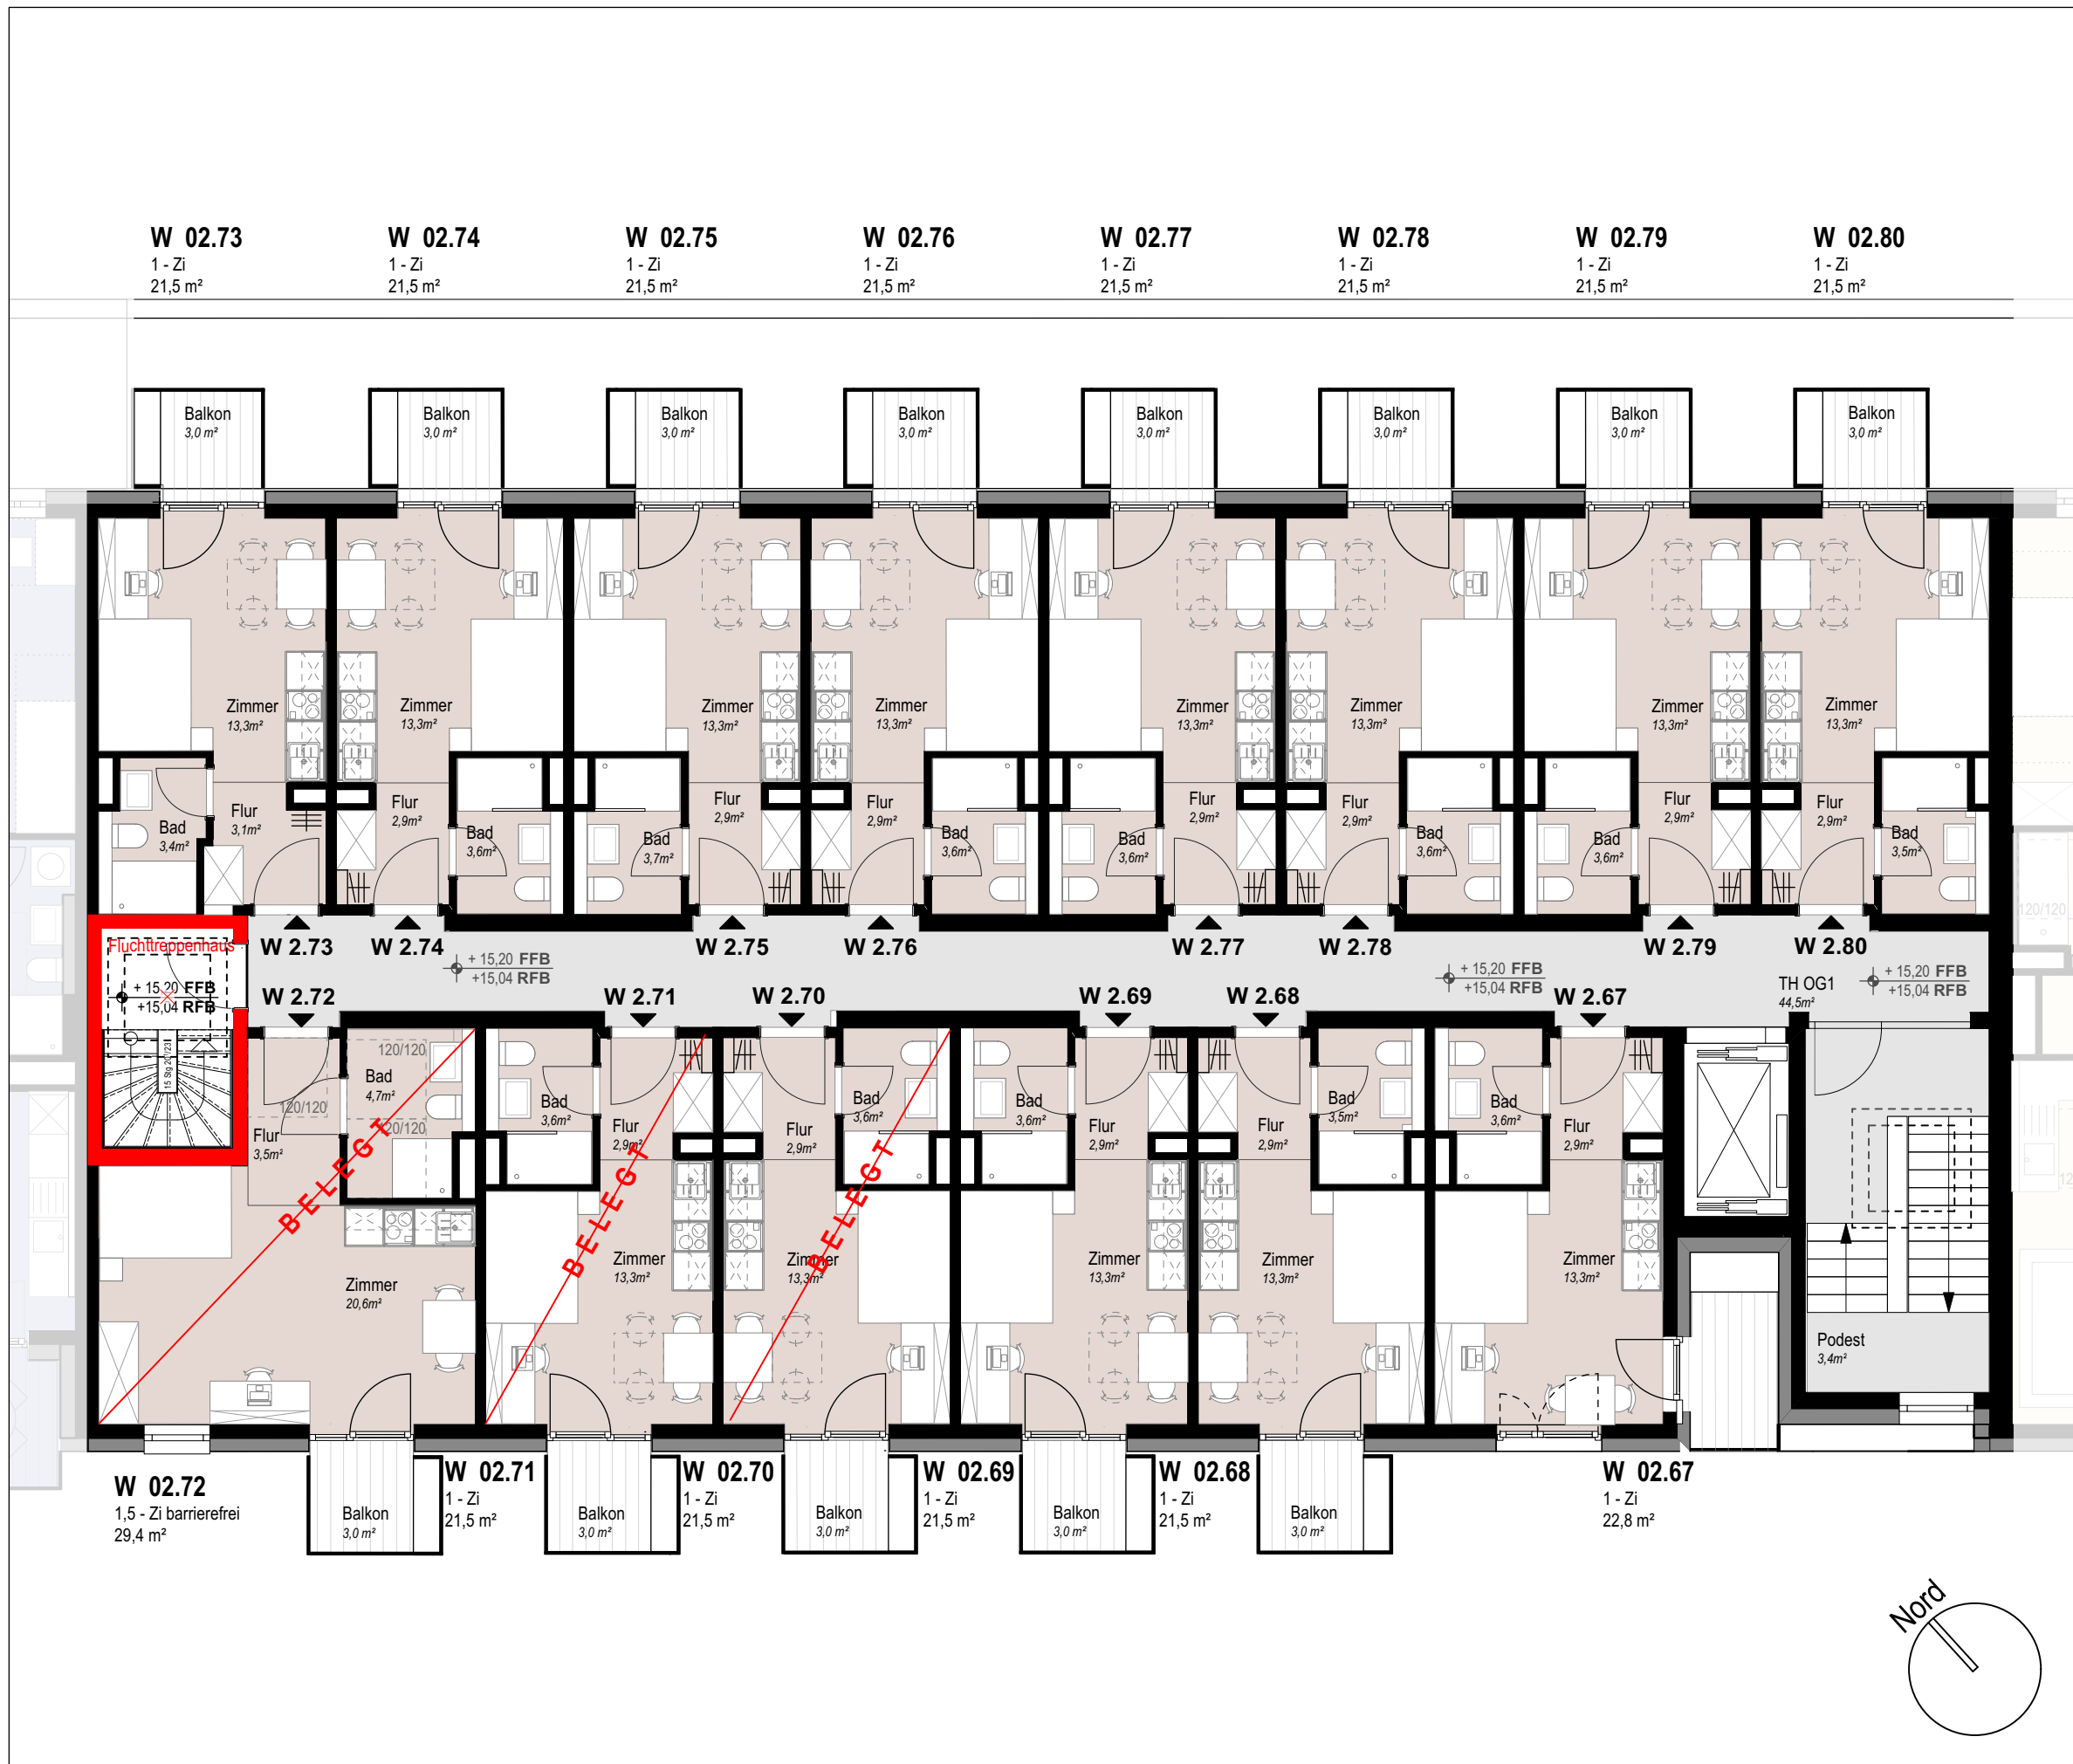 W 02.73
1 - Zi
21,5 m²
W 02.74
1 - Zi
21,5 m²
W 02.75
1 - Zi
21,5 m²
W 02.76
1 - Zi
21,5 m²
W 02.77
1 - Zi
21,5 m²
W 02.78
1 - Zi
21,5 m²
W 02.79
1 - Zi
21,5 m²
W 02.80
1 - Zi
21,5 m²
Balkon
3,0 m²
Balkon
3,0 m²
Balkon
3,0 m²
Balkon
3,0 m²
Balkon
3,0 m²
Balkon
3,0 m²
Balkon
3,0 m²
Balkon
3,0 m²
Zimmer
13,3m²
Zimmer
13,3m²
Zimmer
13,3m²
Zimmer
13,3m²
Zimmer
13,3m²
Zimmer
13,3m²
Zimmer
13,3m²
Zimmer
13,3m²
Bad
3,4m²
Flur
3,1m²
Flur
2,9m²
Bad
3,6m²
Bad
3,7m²
Flur
2,9m²
Flur
2,9m²
Bad
3,6m²
Bad
3,6m²
Flur
2,9m²
Flur
2,9m²
Bad
3,6m²
Bad
3,6m²
Flur
2,9m²
Flur
2,9m²
Bad
3,5m²
120/120
Fluchttreppenhaus
W 2.73
W 2.74
W 2.75
W 2.76
W 2.77
W 2.78
W 2.79
W 2.80
+ 15,20 FFB
+15,04 RFB
+ 15,20 FFB
+15,04 RFB
+ 15,20 FFB
+15,04 RFB
TH OG1
44,5m²
+ 15,20 FFB
+15,04 RFB
W 2.72
W 2.71
W 2.70
W 2.69
W 2.68
W 2.67
15 Stg 20/23
120/120
Bad
4,7m²
120/120
120/120
Flur
3,5m²
Bad
3,6m²
Flur
2,9m²
Flur
2,9m²
Bad
3,6m²
Bad
3,6m²
Flur
2,9m²
Flur
2,9m²
Bad
3,5m²
Bad
3,6m²
Flur
2,9m²
BELEGT
BELEGT
BELEGT
Zimmer
20,6m²
Zimmer
13,3m²
Zimmer
13,3m²
Zimmer
13,3m²
Zimmer
13,3m²
Zimmer
13,3m²
Podest
3,4m²
W 02.72
1,5 - Zi barrierefrei
29,4 m²
Balkon
3,0 m²
W 02.71
1 - Zi
21,5 m²
Balkon
3,0 m²
W 02.70
1 - Zi
21,5 m²
Balkon
3,0 m²
W 02.69
1 - Zi
21,5 m²
Balkon
3,0 m²
W 02.68
1 - Zi
21,5 m²
Balkon
3,0 m²
W 02.67
1 - Zi
22,8 m²
Nord